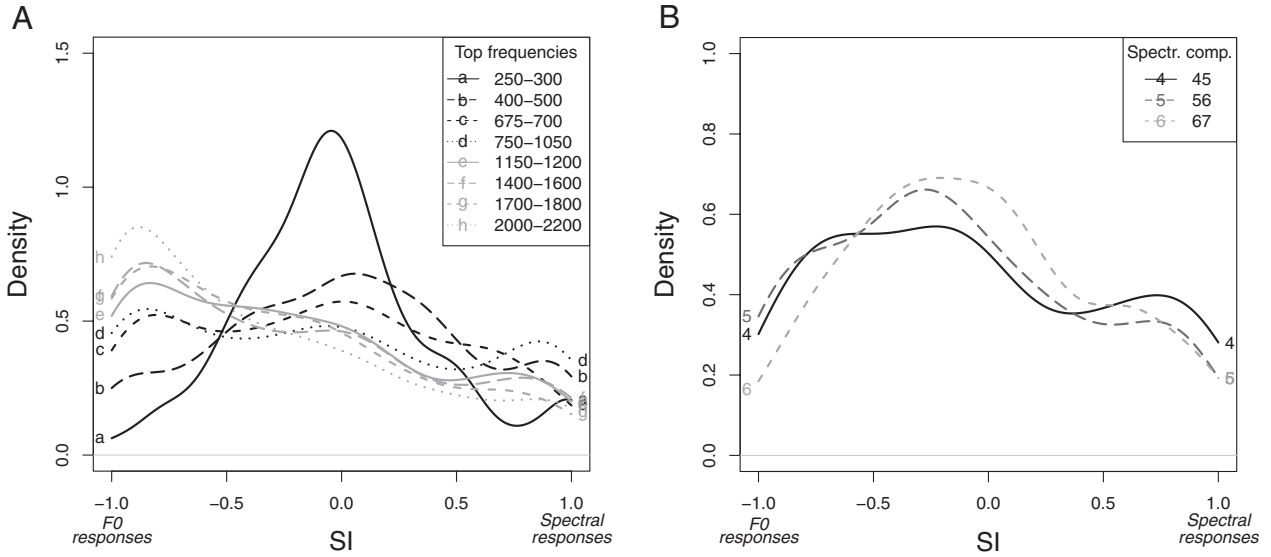 A
Density
1.5
1.0
0.5
0.0
Top frequencies
a 250–300
b 400–500
c 675–700
d 750–1050
e 1150–1200
f 1400–1600
g 1700–1800
h 2000–2200
h
g
e
d
c
b
a
d
b
g
−1.0 −0.5 0.0 0.5 1.0
F0
responses
SI
Spectral
responses
B
Density
1.0
0.8
0.6
0.4
0.2
0.0
Spectr. comp.
4 45
5 56
6 67
5
4
6
4
5
−1.0 −0.5 0.0 0.5 1.0
F0
responses
SI
Spectral
responses